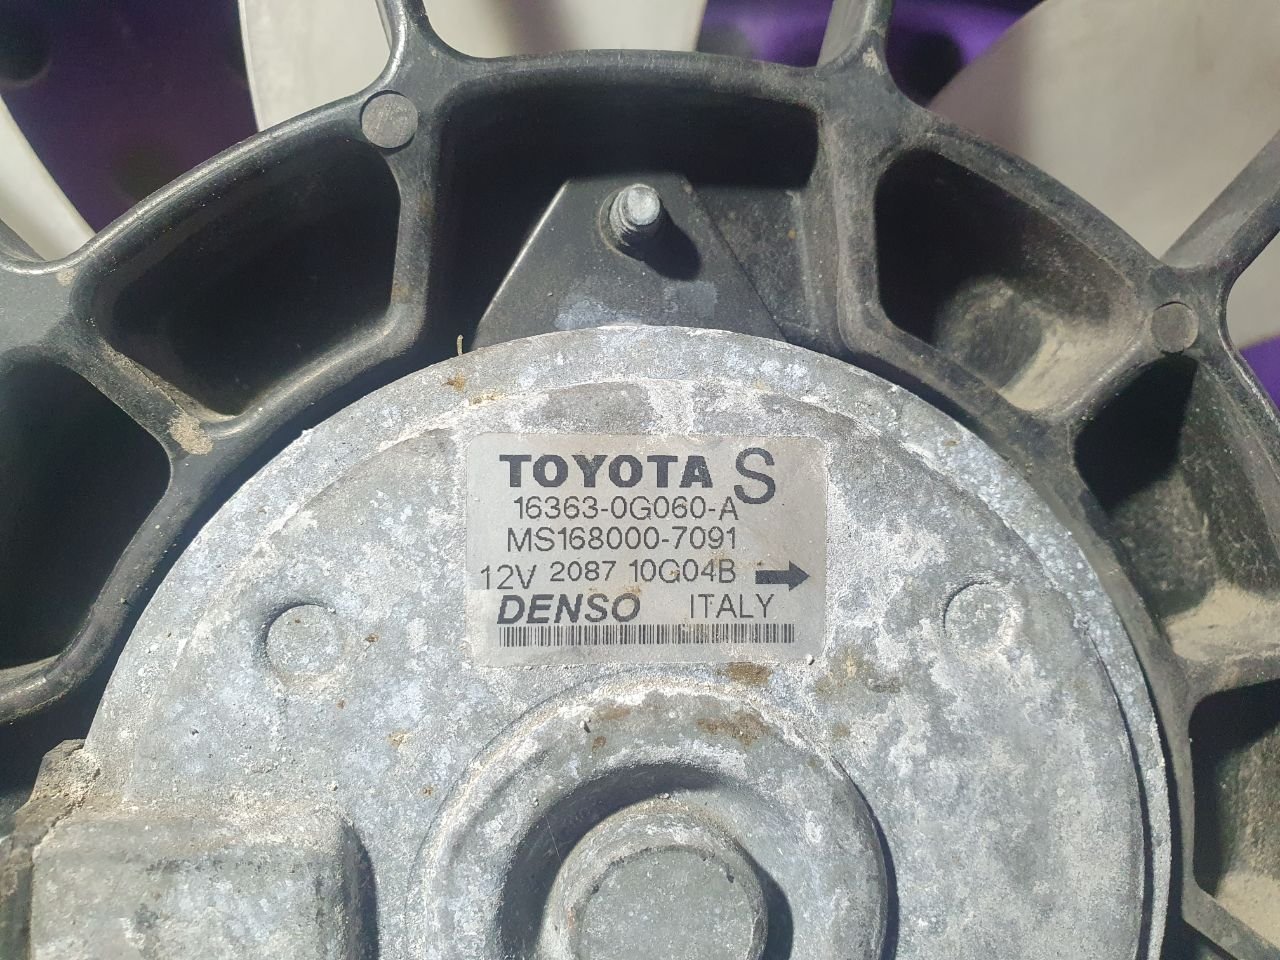 TOYOTA S
16363-0G060-A
MS168000-7091
12V 2087 10G04B
DENSO ITALY